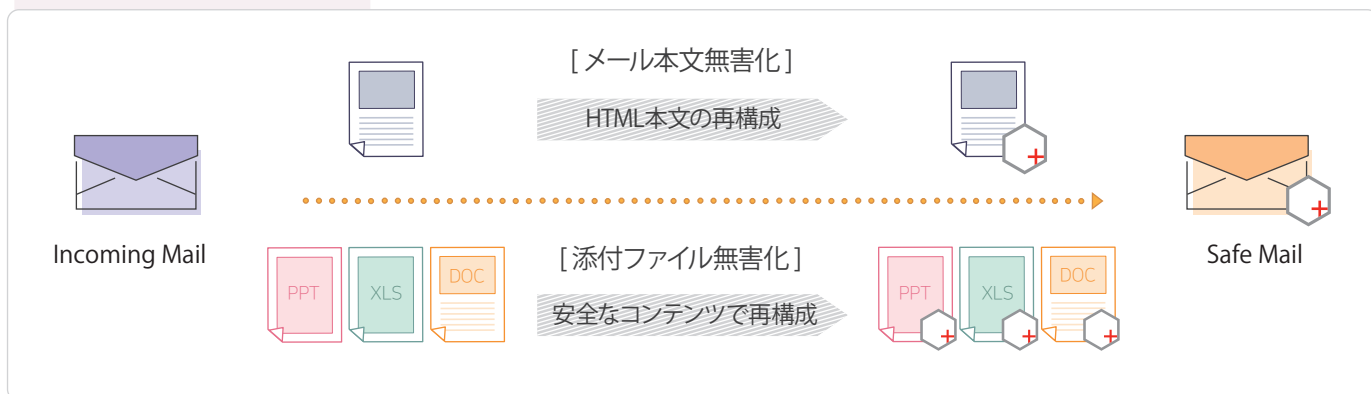 [ メール本文無害化 ]
HTML本文の再構成
Incoming Mail
Safe Mail
[ 添付ファイル無害化 ]
PPT
XLS
DOC
安全なコンテンツで再構成
PPT
XLS
DOC